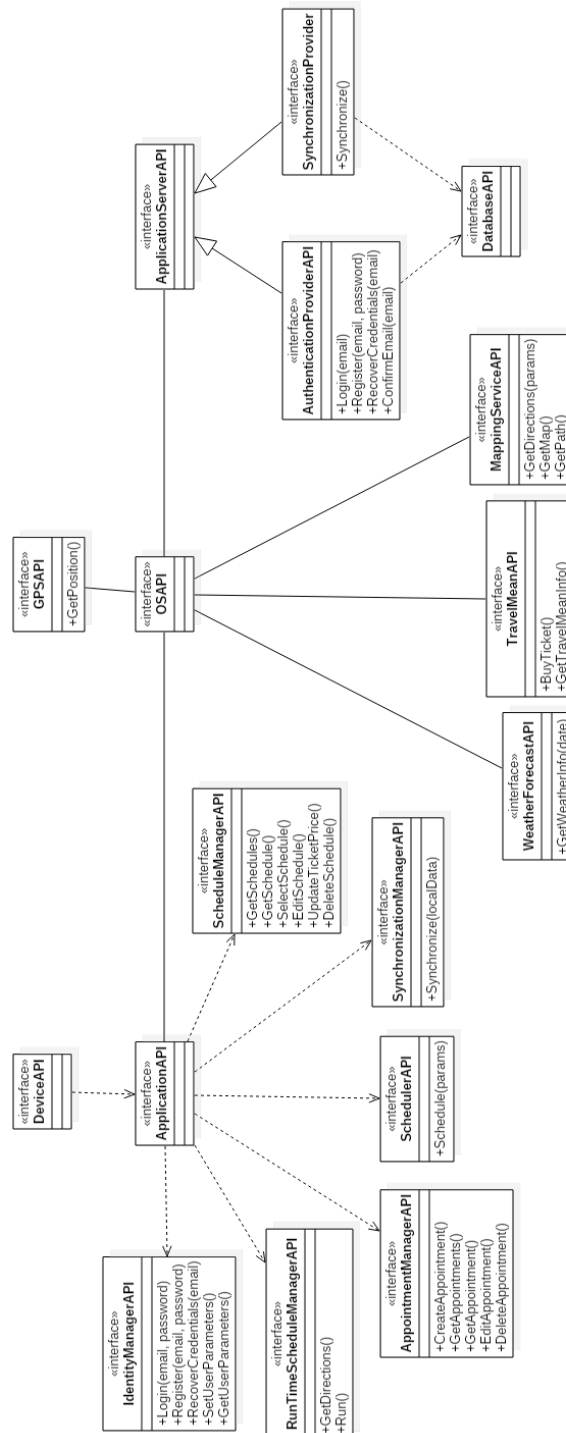 «interface»
DeviceAPI
«interface»
GPSAPI
+GetPosition()
«interface»
IdentityManagerAPI
+Login(email, password)
+Register(email, password)
+RecoverCredentials(email)
+SetUserParameters()
+GetUserParameters()
«interface»
ApplicationAPI
«interface»
OSAPI
«interface»
ApplicationServerAPI
«interface»
ScheduleManagerAPI
+GetSchedules()
+GetSchedule()
+SelectSchedule()
+EditSchedule()
+UpdateTicketPrice()
+DeleteSchedule()
«interface»
RunTimeScheduleManagerAPI
+GetDirections()
+Run()
«interface»
AuthenticationProviderAPI
+Login(email)
+Register(email, password)
+RecoverCredentials(email)
+ConfirmEmail(email)
«interface»
SynchronizationProvider
+Synchronize()
«interface»
AppointmentManagerAPI
+CreateAppointment()
+GetAppointments()
+GetAppointment()
+EditAppointment()
+DeleteAppointment()
«interface»
SchedulerAPI
+Schedule(params)
«interface»
SynchronizationManagerAPI
+Synchronize(localData)
«interface»
DatabaseAPI
«interface»
WeatherForecastAPI
+GetWeatherInfo(date)
«interface»
TravelMeanAPI
+BuyTicket()
+GetTravelMeanInfo()
«interface»
MappingServiceAPI
+GetDirections(params)
+GetMap()
+GetPath()